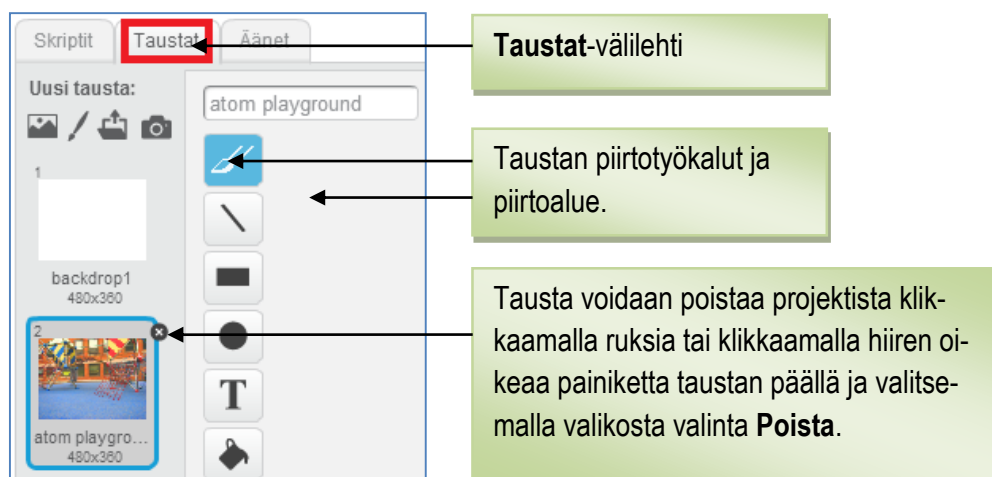 Skriptit Taustat Äänet
Uusi tausta:
1
backdrop1
480x360
2
atom playgro...
480x360
atom playground
T
Taustat-välilehti
Taustan piirtotyökalut ja
piirtoalue.
Tausta voidaan poistaa projektista klik-
kaamalla ruksia tai klikkaamalla hiiren oi-
keaa painiketta taustan päällä ja valitse-
malla valikosta valinta Poista.